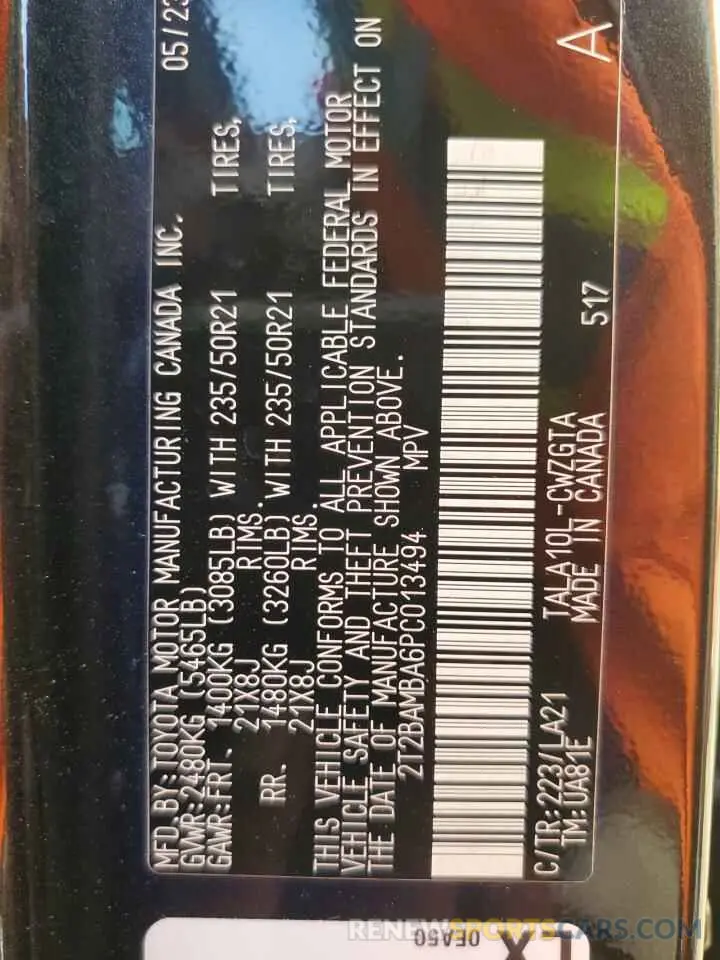 MFD. BY: TOYOTA MOTOR MANUFACTURING CANADA INC. 05/23
GVWR: 2480KG (5465LB)
GAWR: FRT. 1400KG (3085LB) WITH 235/50R21 TIRES,
21X8J RIMS.
RR. 1480KG (3260LB) WITH 235/50R21 TIRES,
21X8J RIMS.
THIS VEHICLE CONFORMS TO ALL APPLICABLE FEDERAL MOTOR
VEHICLE SAFETY AND THEFT PREVENTION STANDARDS IN EFFECT ON
THE DATE OF MANUFACTURE SHOWN ABOVE.
2T2BAMBA6PC013494 MPV
C/TR: 223/LA21 TALA10L-CWZGTA 517 A
TM: UA81E MADE IN CANADA
0EA50
RENEWSPORTSCARS.COM